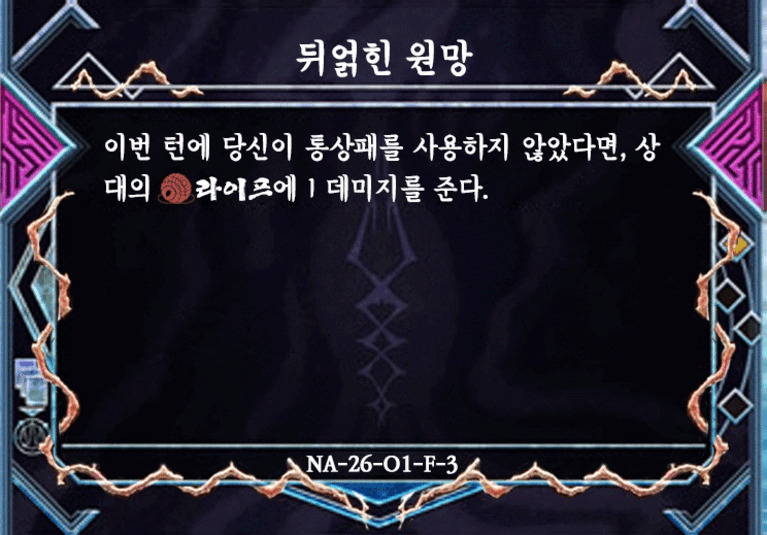 뒤얽힌 원망
이번 턴에 당신이 통상패를 사용하지 않았다면, 상
대의 라이프에 1 데미지를 준다.
NA-26-O1-F-3